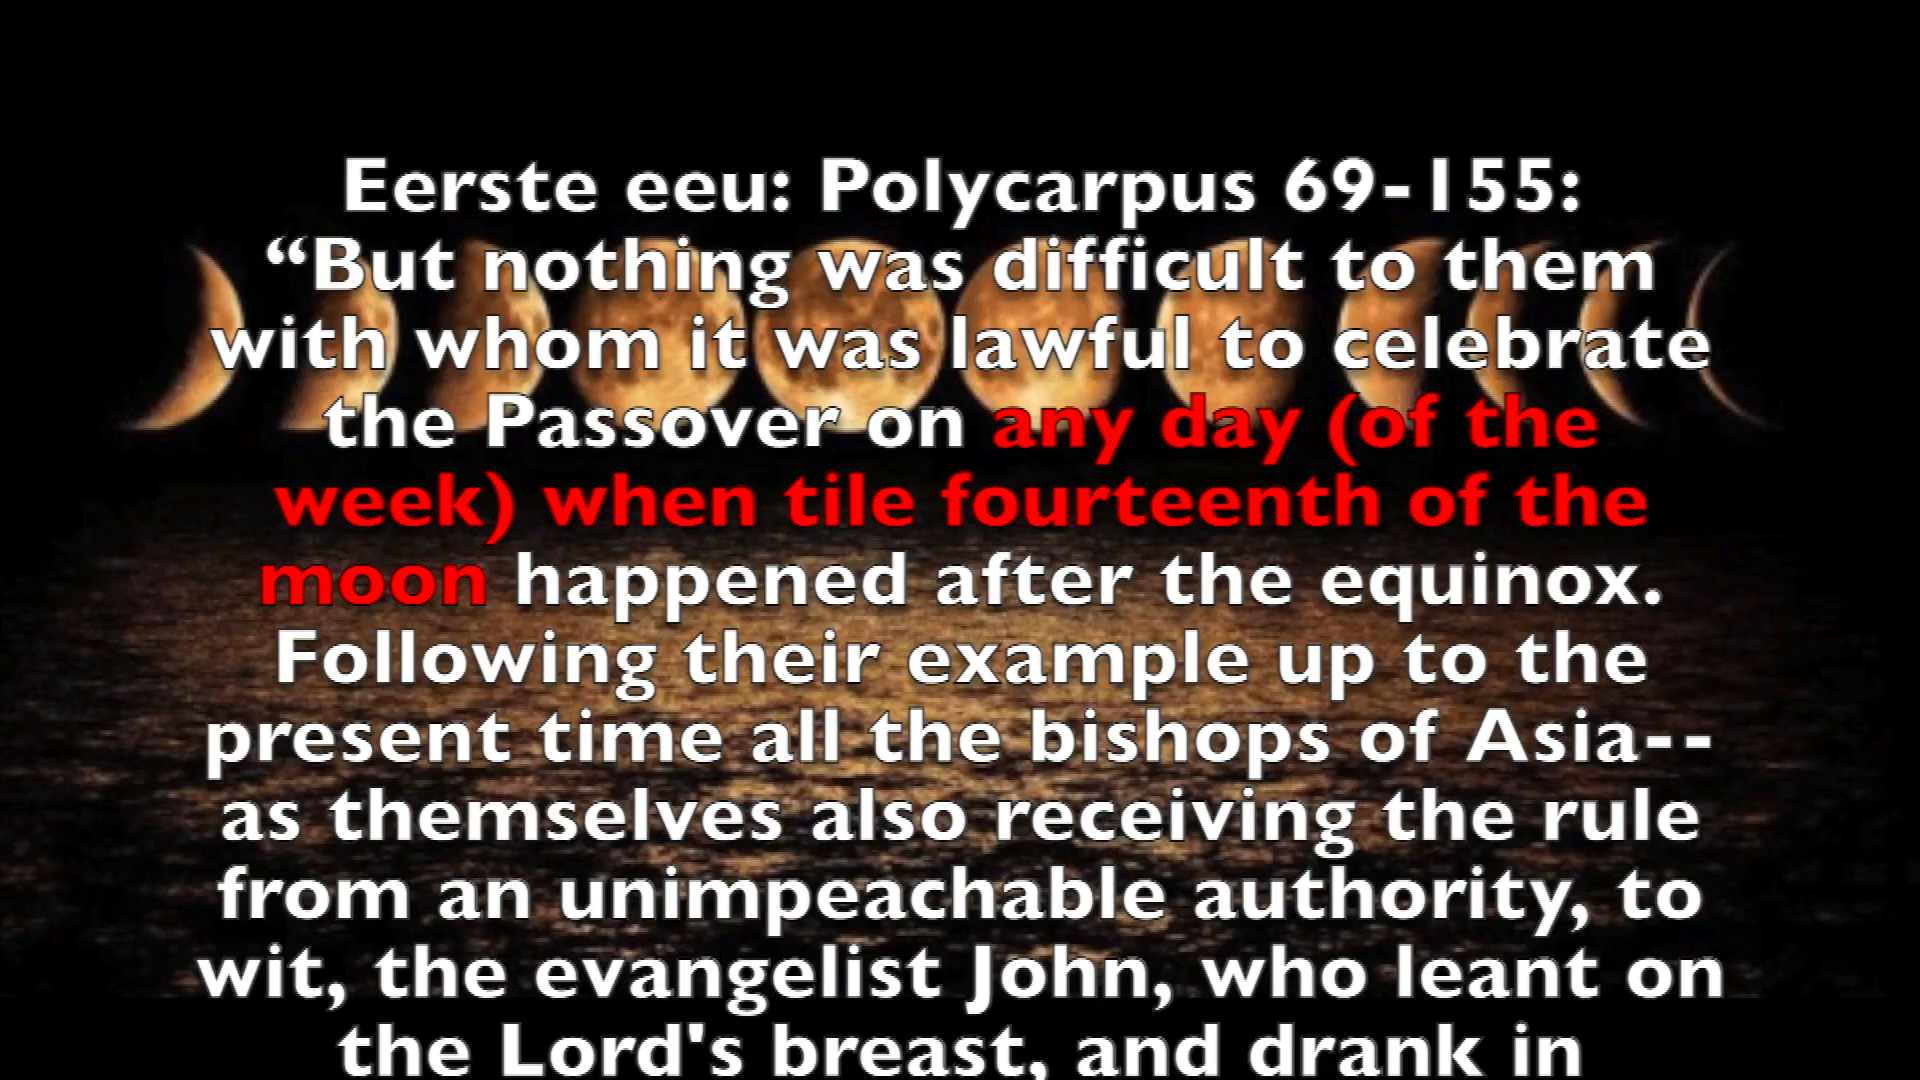 Eerste eeu: Polycarpus 69-155:
“But nothing was difficult to them
with whom it was lawful to celebrate
the Passover on any day (of the
week) when tile fourteenth of the
moon happened after the equinox.
Following their example up to the
present time all the bishops of Asia--
as themselves also receiving the rule
from an unimpeachable authority, to
wit, the evangelist John, who leant on
the Lord's breast, and drank in